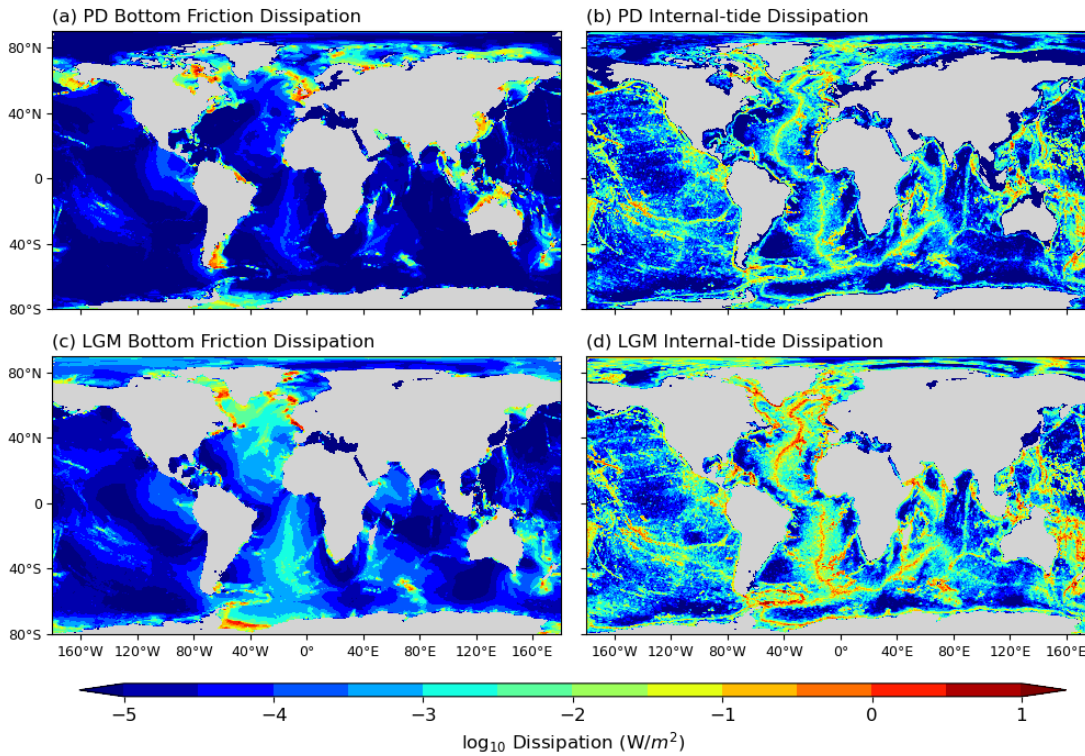 (a) PD Bottom Friction Dissipation
(b) PD Internal-tide Dissipation
80°N
40°N
0
40°S
80°S
(c) LGM Bottom Friction Dissipation
(d) LGM Internal-tide Dissipation
80°N
40°N
0
40°S
80°S
160°W 120°W 80°W 40°W 0° 40°E 80°E 120°E 160°E
160°W 120°W 80°W 40°W 0° 40°E 80°E 120°E 160°E
−5 −4 −3 −2 −1 0 1
log₁₀ Dissipation (W/m²)